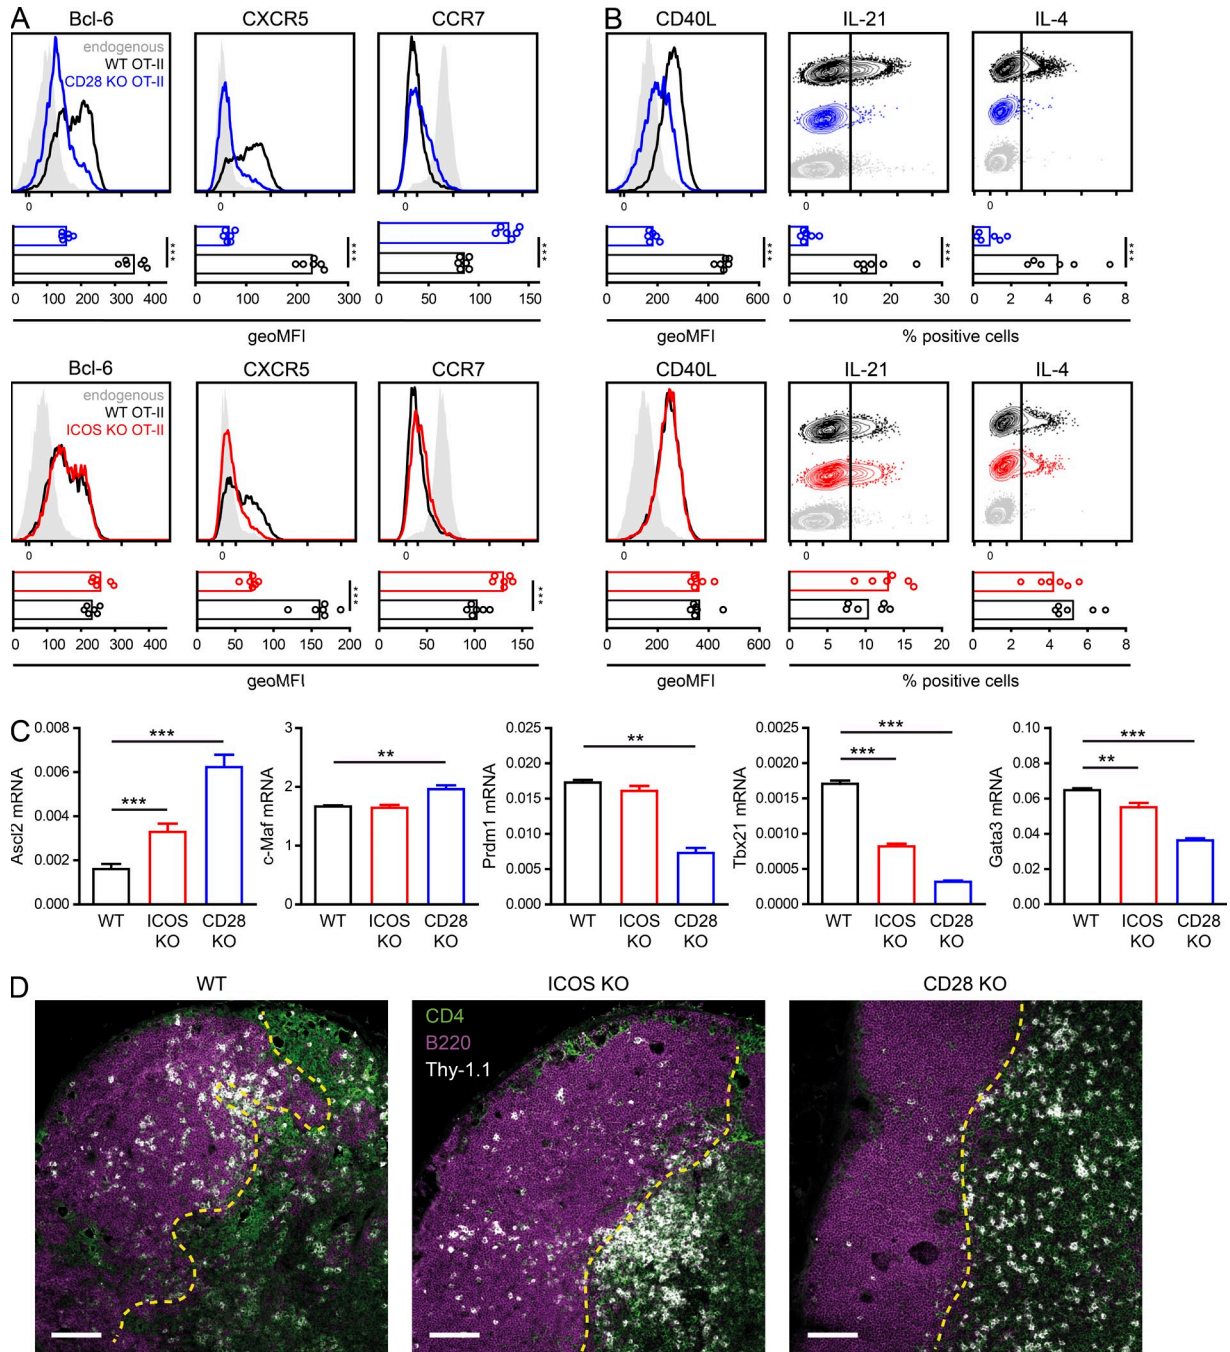 A
Bcl-6 CXCR5 CCR7
endogenous
WT OT-II
CD28 KO OT-II
0 0 0
*** *** ***
0 100 200 300 400 0 100 200 300 0 50 100 150
geoMFI
B
CD40L IL-21 IL-4
0 0 0
*** *** ***
0 200 400 600 0 10 20 30 0 2 4 6 8
geoMFI % positive cells
Bcl-6 CXCR5 CCR7
endogenous
WT OT-II
ICOS KO OT-II
0 0 0
*** ***
0 100 200 300 400 0 50 100 150 200 0 50 100 150
geoMFI
CD40L IL-21 IL-4
0 0 0
0 200 400 600 0 5 10 15 20 0 2 4 6 8
geoMFI % positive cells
C
Ascl2 mRNA
0.008
0.006
0.004
0.002
0.000
*** ***
WT ICOS KO CD28 KO
c-Maf mRNA
3
2
1
0
**
WT ICOS KO CD28 KO
Prdm1 mRNA
0.025
0.020
0.015
0.010
0.005
0.000
**
WT ICOS KO CD28 KO
Tbx21 mRNA
0.0025
0.0020
0.0015
0.0010
0.0005
0.0000
***
***
WT ICOS KO CD28 KO
Gata3 mRNA
0.10
0.08
0.06
0.04
0.02
0.00
***
**
WT ICOS KO CD28 KO
D
WT ICOS KO CD28 KO
CD4
B220
Thy-1.1